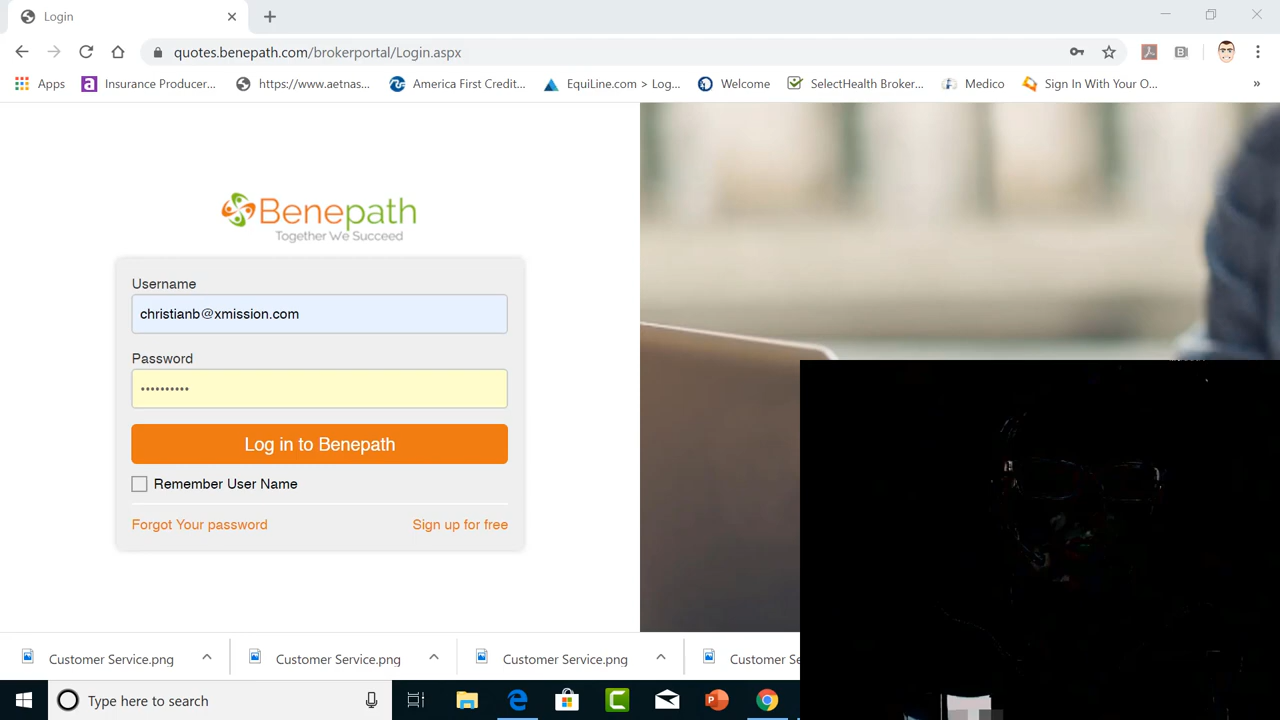 Login
quotes.benepath.com/brokerportal/Login.aspx
Apps
Insurance Producer...
https://www.aetnas...
America First Credit...
EquiLine.com > Log...
Welcome
SelectHealth Broker...
Medico
Sign In With Your O...
»
Benepath
Together We Succeed
Username
christianb@xmission.com
Password
••••••••••
Log in to Benepath
Remember User Name
Forgot Your password
Sign up for free
Customer Service.png
Customer Service.png
Customer Service.png
Customer Se
Type here to search